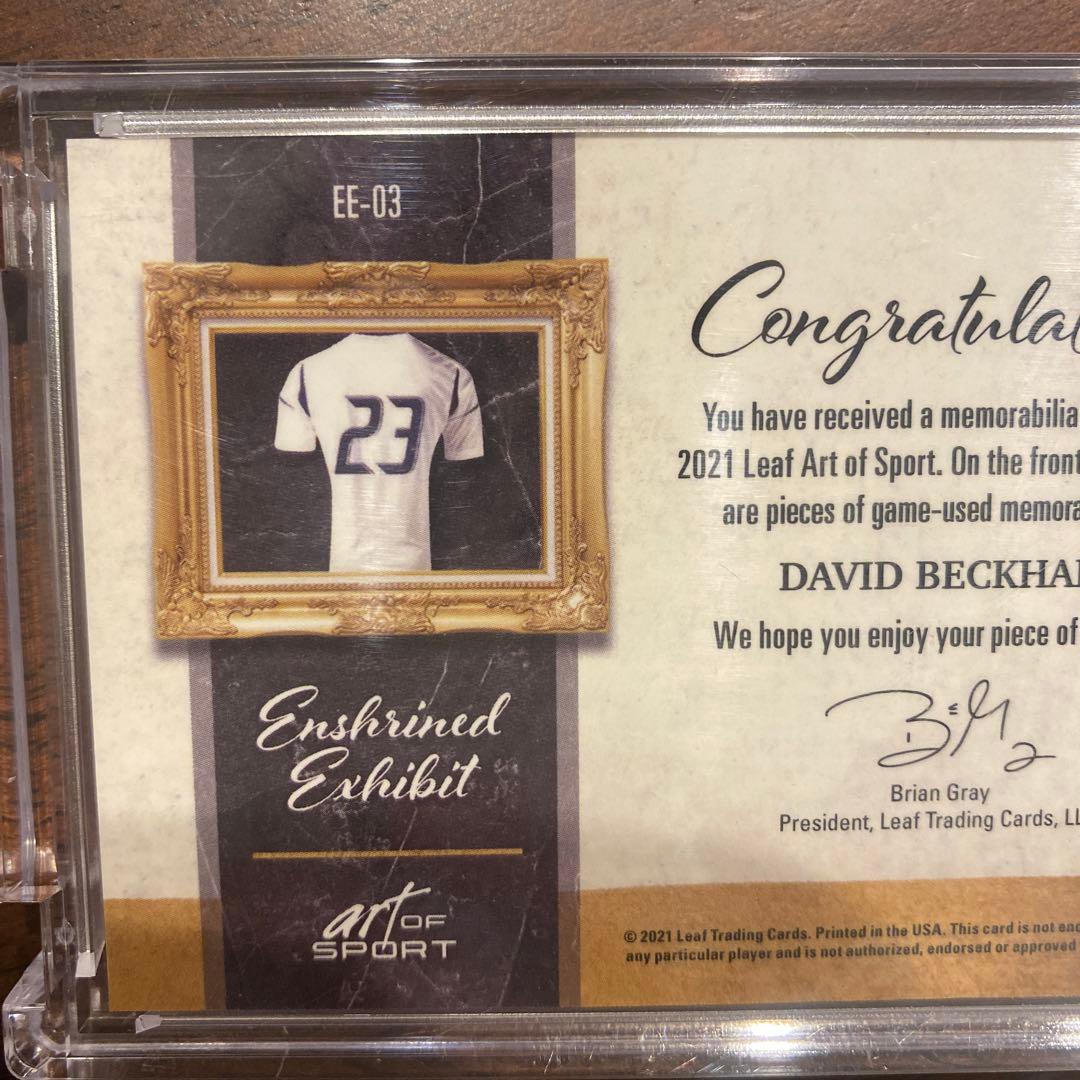 EE-03
23
Enshrined
Exhibit
art OF
SPORT
Congratula
You have received a memorabilia
2021 Leaf Art of Sport. On the front
are pieces of game-used memora
DAVID BECKHA
We hope you enjoy your piece of
Brian Gray
President, Leaf Trading Cards, LL
© 2021 Leaf Trading Cards. Printed in the USA. This card is not en
any particular player and is not authorized, endorsed or approved